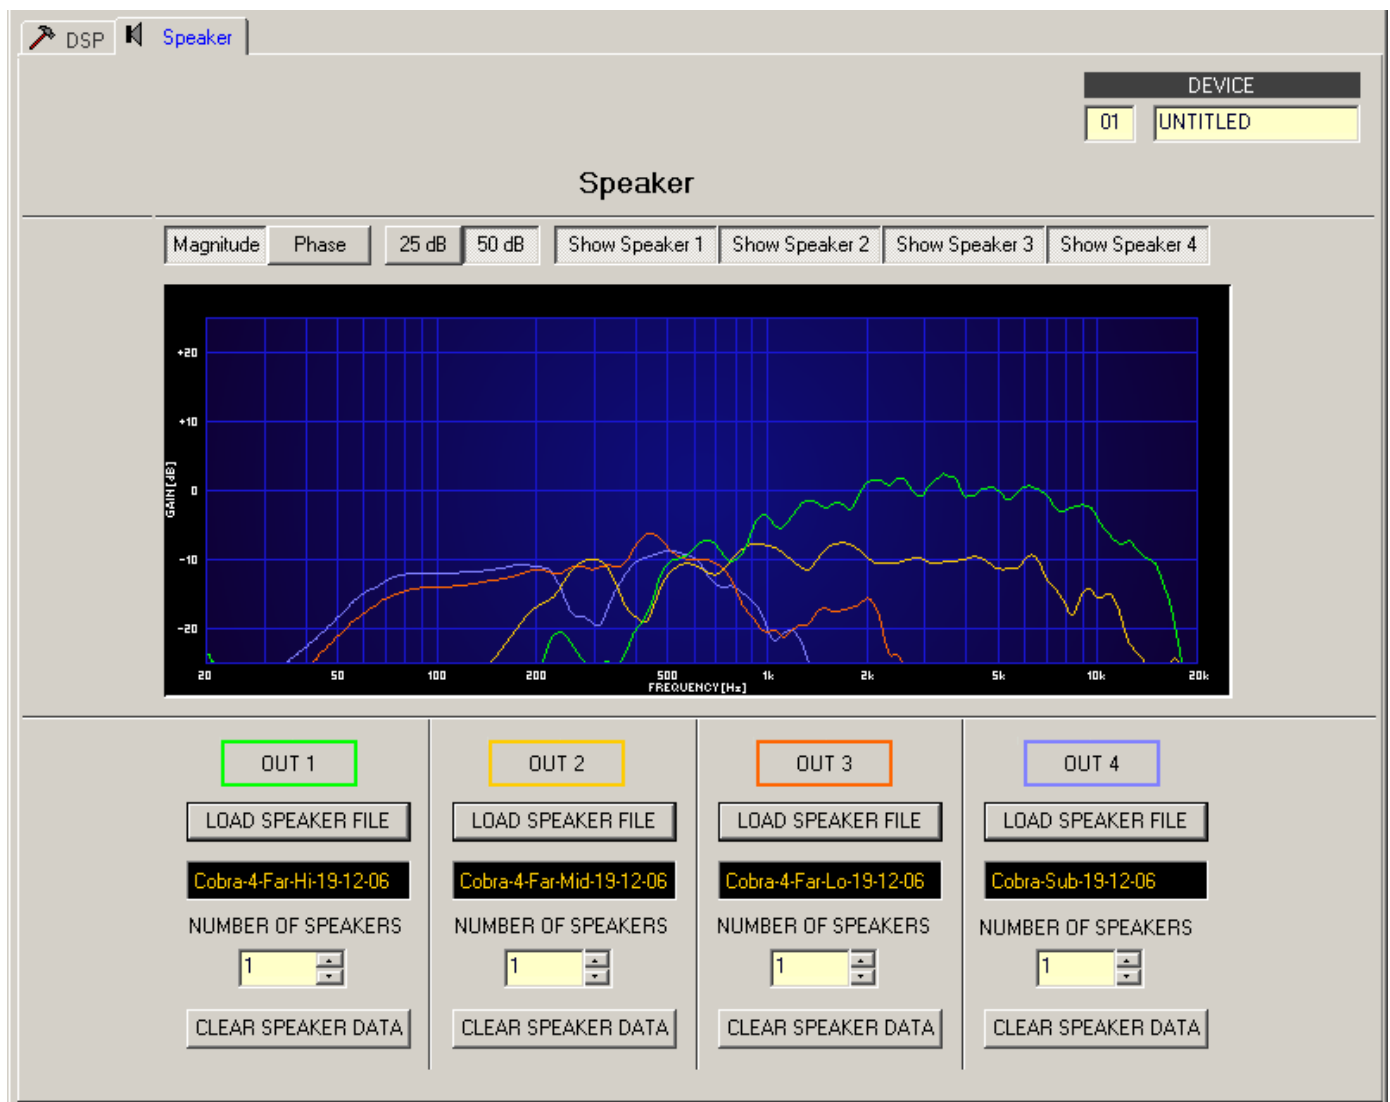 DSP Speaker
DEVICE
01 UNTITLED
Speaker
Magnitude Phase 25 dB 50 dB Show Speaker 1 Show Speaker 2 Show Speaker 3 Show Speaker 4
+20
+10
0
-10
-20
GAIN [dB]
20 50 100 200 500 1k 2k 5k 10k 20k
FREQUENCY[Hz]
OUT 1 OUT 2 OUT 3 OUT 4
LOAD SPEAKER FILE LOAD SPEAKER FILE LOAD SPEAKER FILE LOAD SPEAKER FILE
Cobra-4-Far-Hi-19-12-06 Cobra-4-Far-Mid-19-12-06 Cobra-4-Far-Lo-19-12-06 Cobra-Sub-19-12-06
NUMBER OF SPEAKERS NUMBER OF SPEAKERS NUMBER OF SPEAKERS NUMBER OF SPEAKERS
1 1 1 1
CLEAR SPEAKER DATA CLEAR SPEAKER DATA CLEAR SPEAKER DATA CLEAR SPEAKER DATA